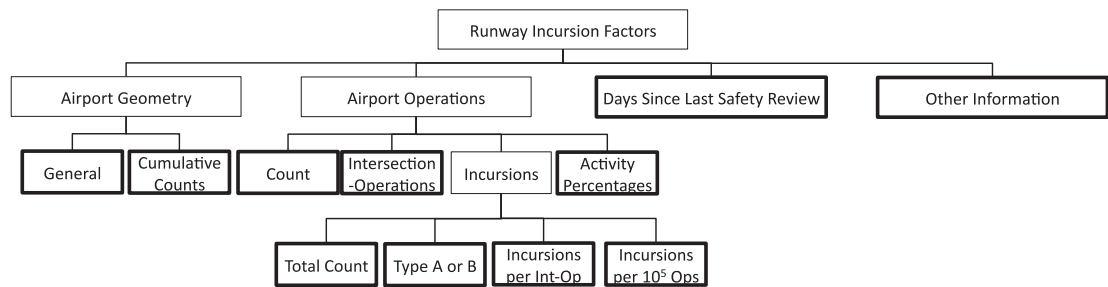 Runway Incursion Factors
Airport Geometry
Airport Operations
Days Since Last Safety Review
Other Information
General
Cumulative
Counts
Count
Intersection
-Operations
Incursions
Activity
Percentages
Total Count
Type A or B
Incursions
per Int-Op
Incursions
per 10⁵ Ops